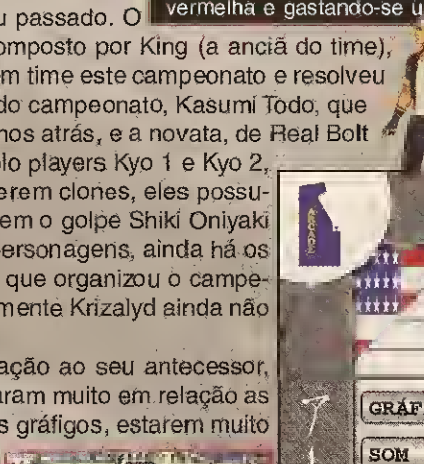 vermelha e gastando-se u
u passado. O
omposto por King (a anciã do time),
m time este campeonato e resolveu
do campeonato, Kasumi Todo, que
nos atrás, e a novata, de Real Bolt
lo players Kyo 1 e Kyo 2,
erem clones, eles possu-
em o golpe Shiki Oniyaki
ersonagens, ainda há os
que organizou o campe-
mente Krizalyd ainda não
ação ao seu antecessor,
aram muito em relação as
s gráfigos, estarem muito
ARCADE
GRÁF
SOM